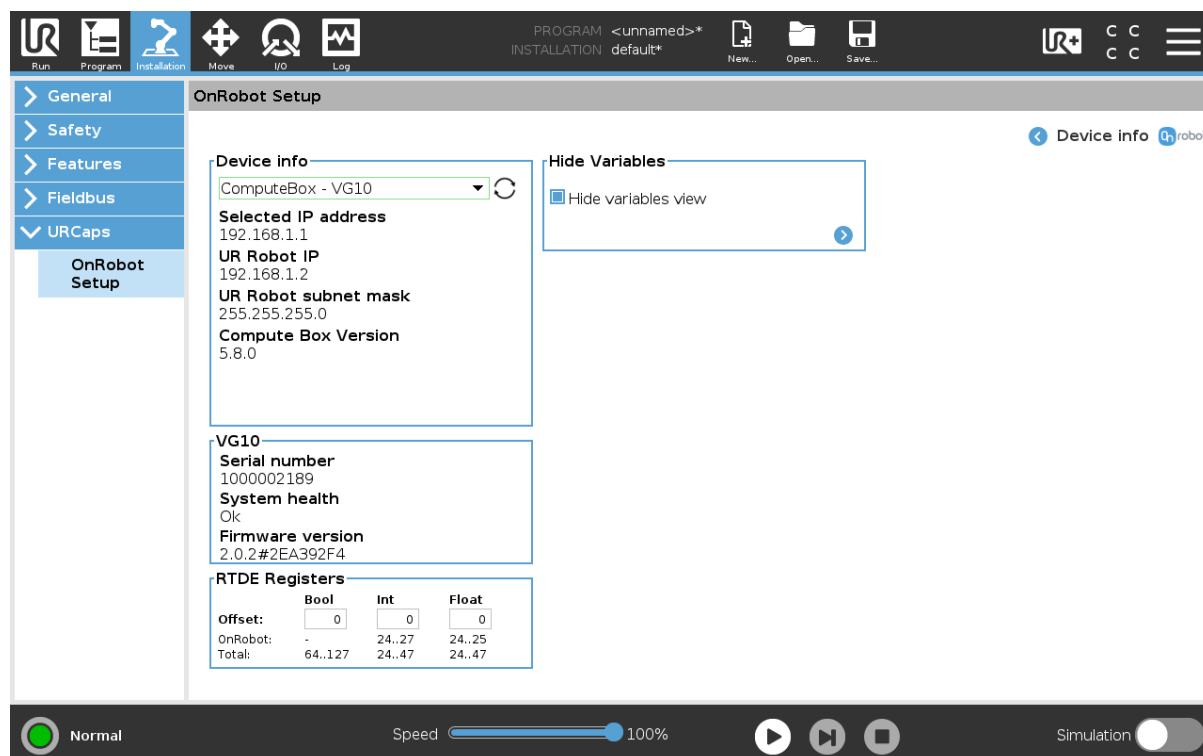 PROGRAM <unnamed>*
INSTALLATION default*
UR
UR+
C C
C C
Run
Program
Installation
Move
I/O
Log
New...
Open...
Save...
General
Safety
Features
Fieldbus
URCaps
OnRobot
Setup
OnRobot Setup
Device info
On robo
Device info
ComputeBox - VG10
Selected IP address
192.168.1.1
UR Robot IP
192.168.1.2
UR Robot subnet mask
255.255.255.0
Compute Box Version
5.8.0
Hide Variables
Hide variables view
VG10
Serial number
1000002189
System health
Ok
Firmware version
2.0.2#2EA392F4
RTDE Registers
Bool Int Float
Offset: 0 0 0
OnRobot: - 24..27 24..25
Total: 64..127 24..47 24..47
Normal
Speed 100%
Simulation